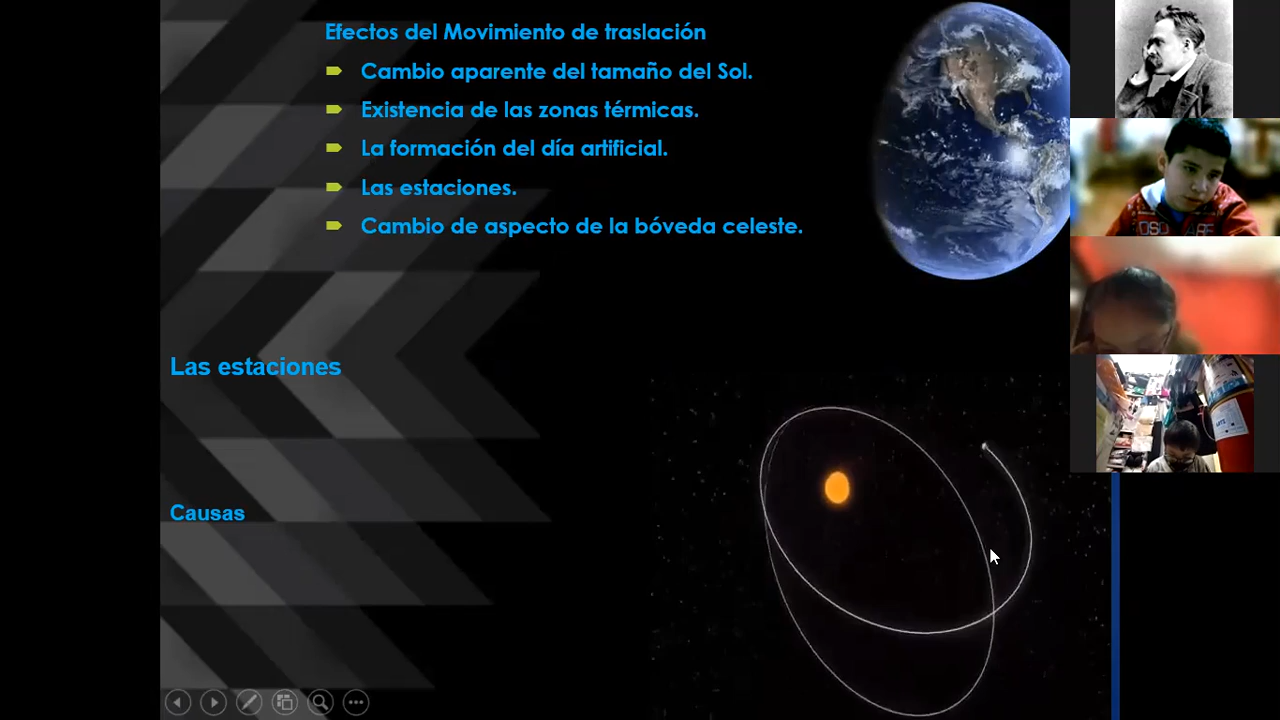 Efectos del Movimiento de traslación
Cambio aparente del tamaño del Sol.
Existencia de las zonas térmicas.
La formación del día artificial.
Las estaciones.
Cambio de aspecto de la bóveda celeste.
Las estaciones
Causas